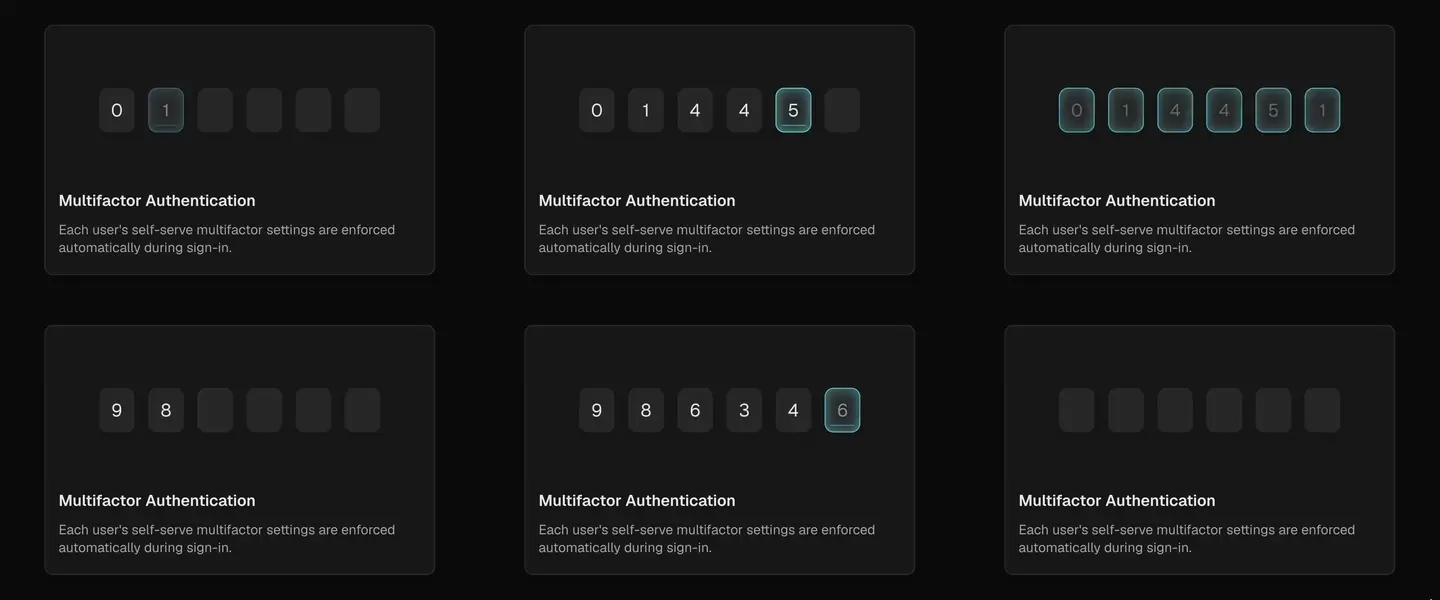 0 1
Multifactor Authentication
Each user's self-serve multifactor settings are enforced
automatically during sign-in.
0 1 4 4 5
Multifactor Authentication
Each user's self-serve multifactor settings are enforced
automatically during sign-in.
0 1 4 4 5 1
Multifactor Authentication
Each user's self-serve multifactor settings are enforced
automatically during sign-in.
9 8
Multifactor Authentication
Each user's self-serve multifactor settings are enforced
automatically during sign-in.
9 8 6 3 4 6
Multifactor Authentication
Each user's self-serve multifactor settings are enforced
automatically during sign-in.
Multifactor Authentication
Each user's self-serve multifactor settings are enforced
automatically during sign-in.